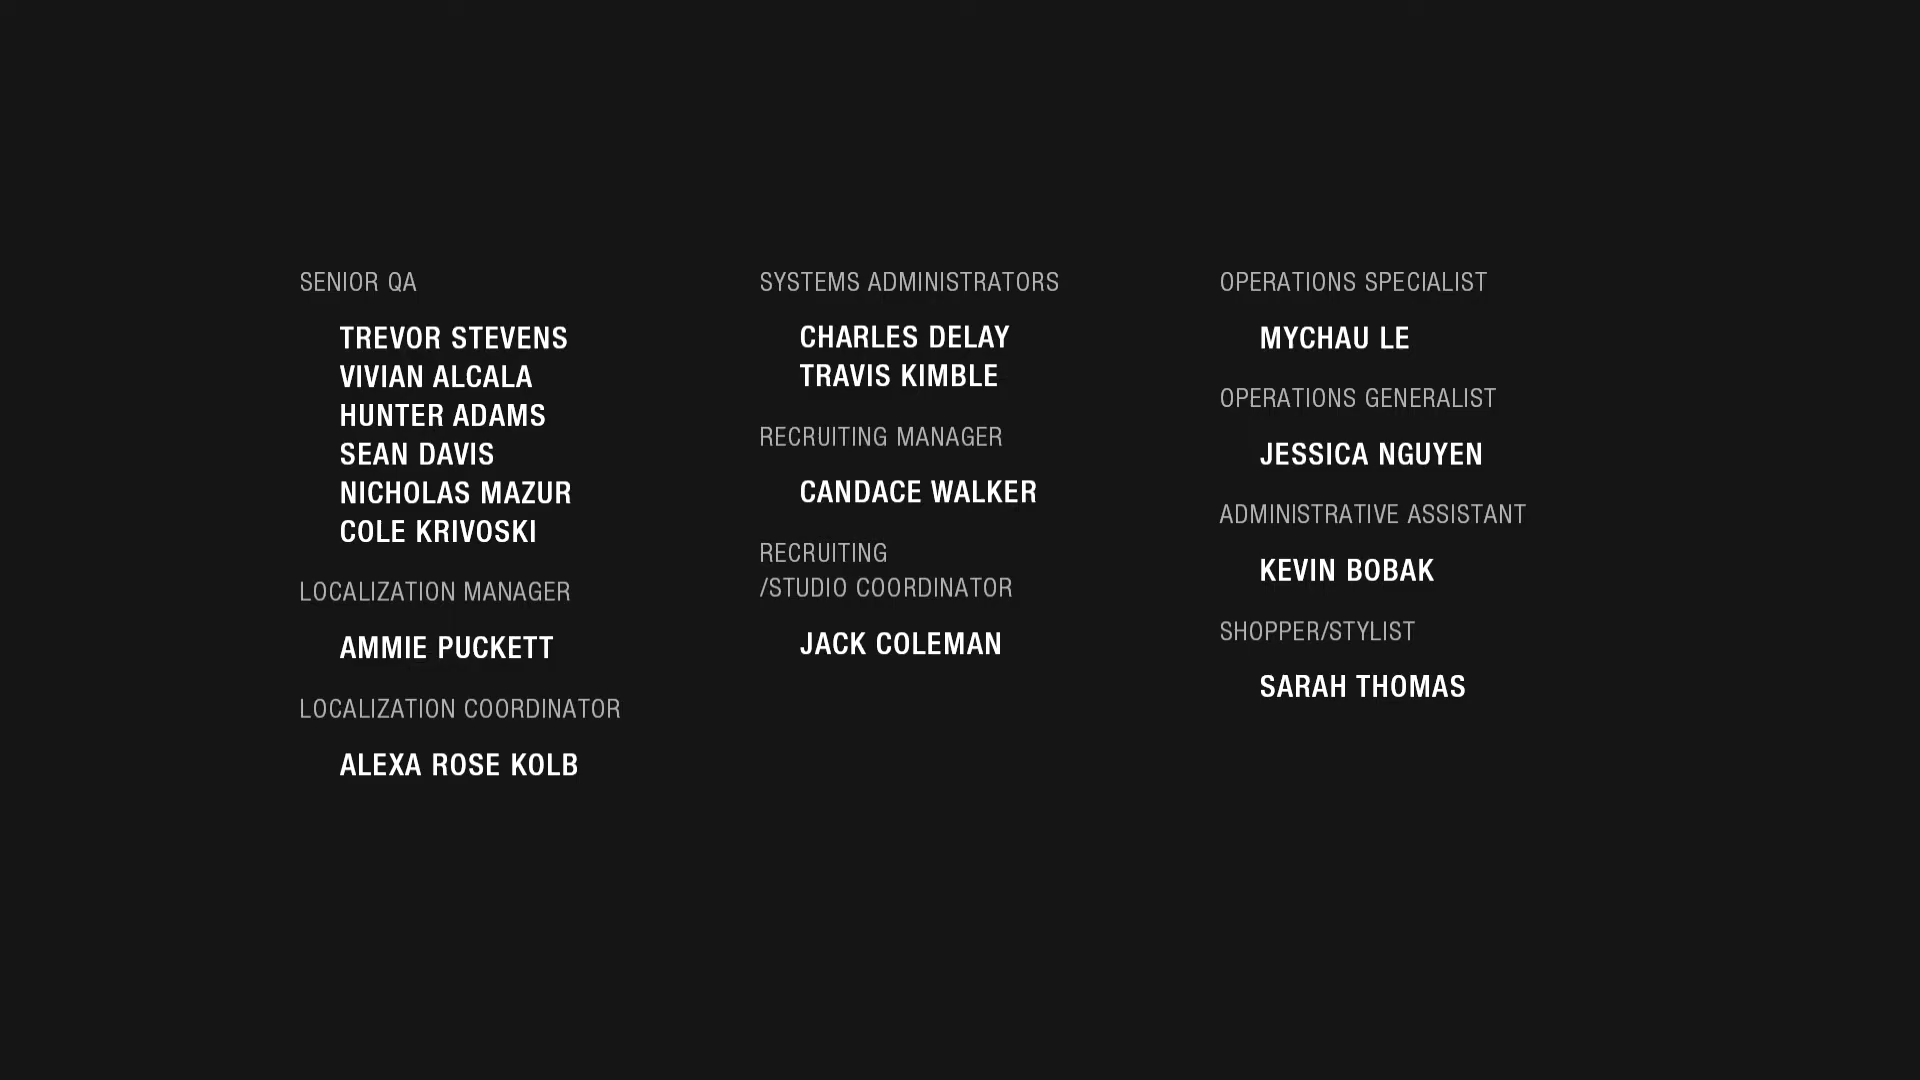 SENIOR QA
TREVOR STEVENS
VIVIAN ALCALA
HUNTER ADAMS
SEAN DAVIS
NICHOLAS MAZUR
COLE KRIVOSKI
LOCALIZATION MANAGER
AMMIE PUCKETT
LOCALIZATION COORDINATOR
ALEXA ROSE KOLB
SYSTEMS ADMINISTRATORS
CHARLES DELAY
TRAVIS KIMBLE
RECRUITING MANAGER
CANDACE WALKER
RECRUITING
/STUDIO COORDINATOR
JACK COLEMAN
OPERATIONS SPECIALIST
MYCHAU LE
OPERATIONS GENERALIST
JESSICA NGUYEN
ADMINISTRATIVE ASSISTANT
KEVIN BOBAK
SHOPPER/STYLIST
SARAH THOMAS